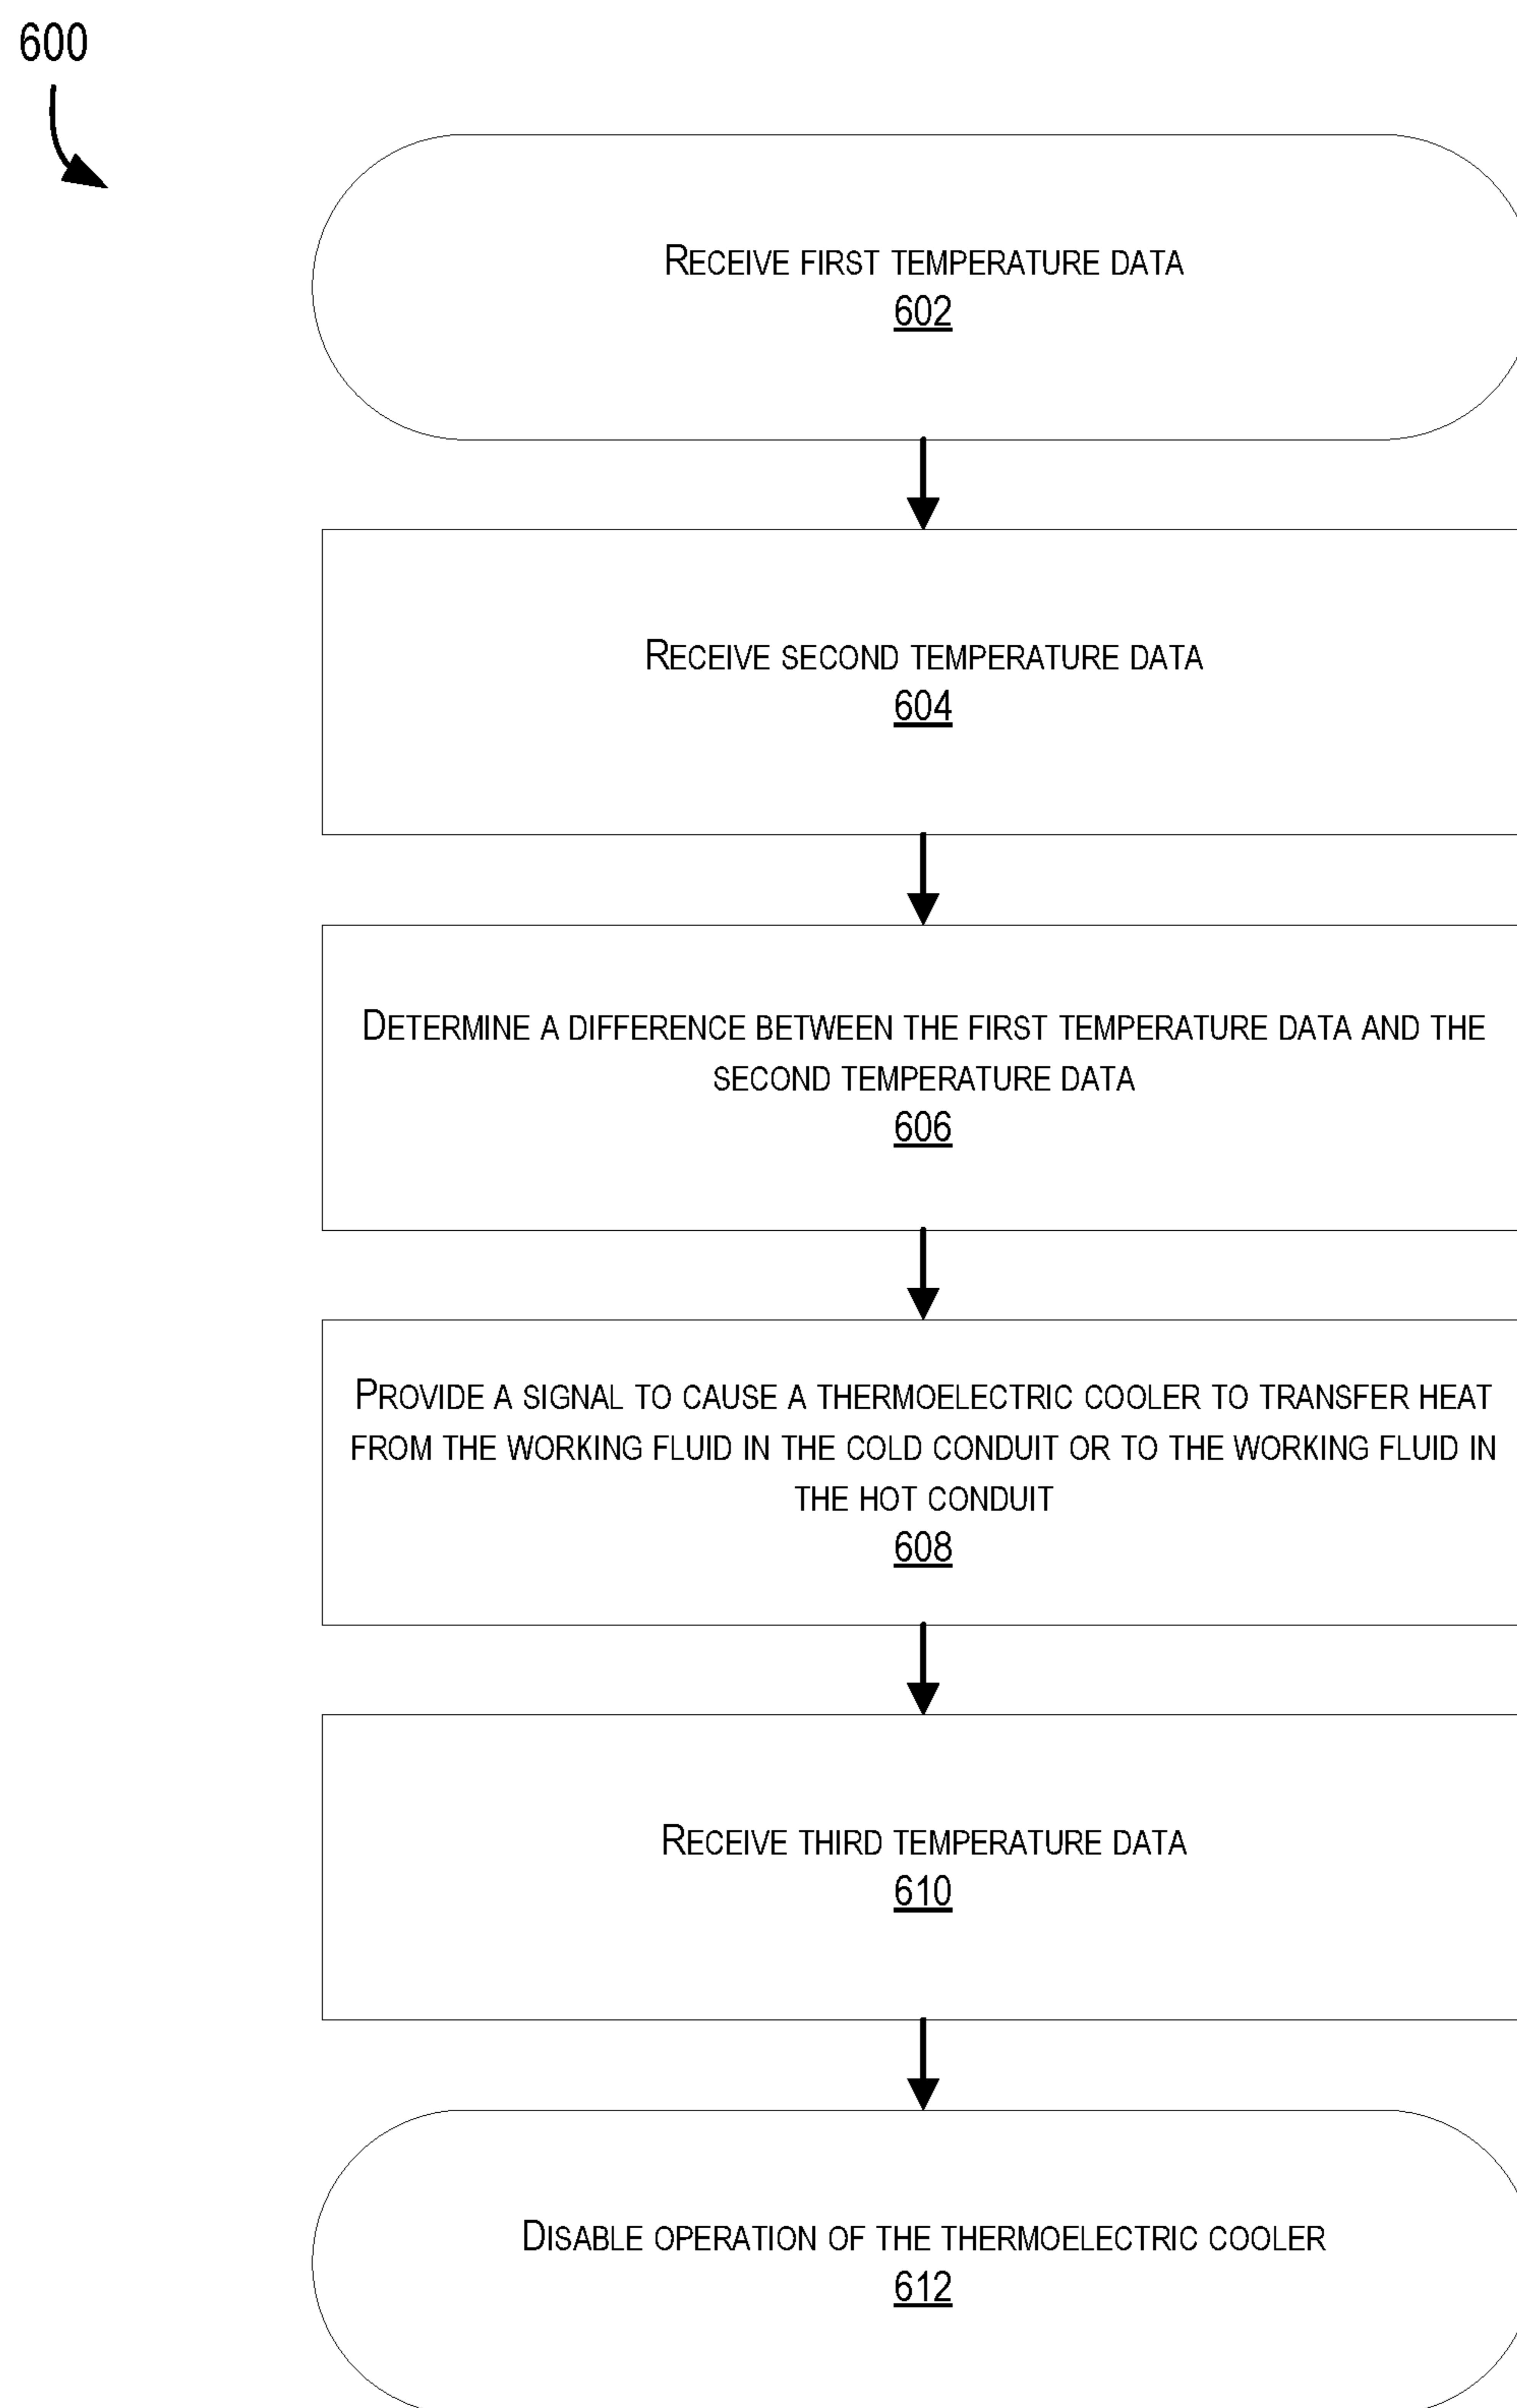 600
Receive first temperature data
602
Receive second temperature data
604
Determine a difference between the first temperature data and the
second temperature data
606
Provide a signal to cause a thermoelectric cooler to transfer heat
from the working fluid in the cold conduit or to the working fluid in
the hot conduit
608
Receive third temperature data
610
Disable operation of the thermoelectric cooler
612